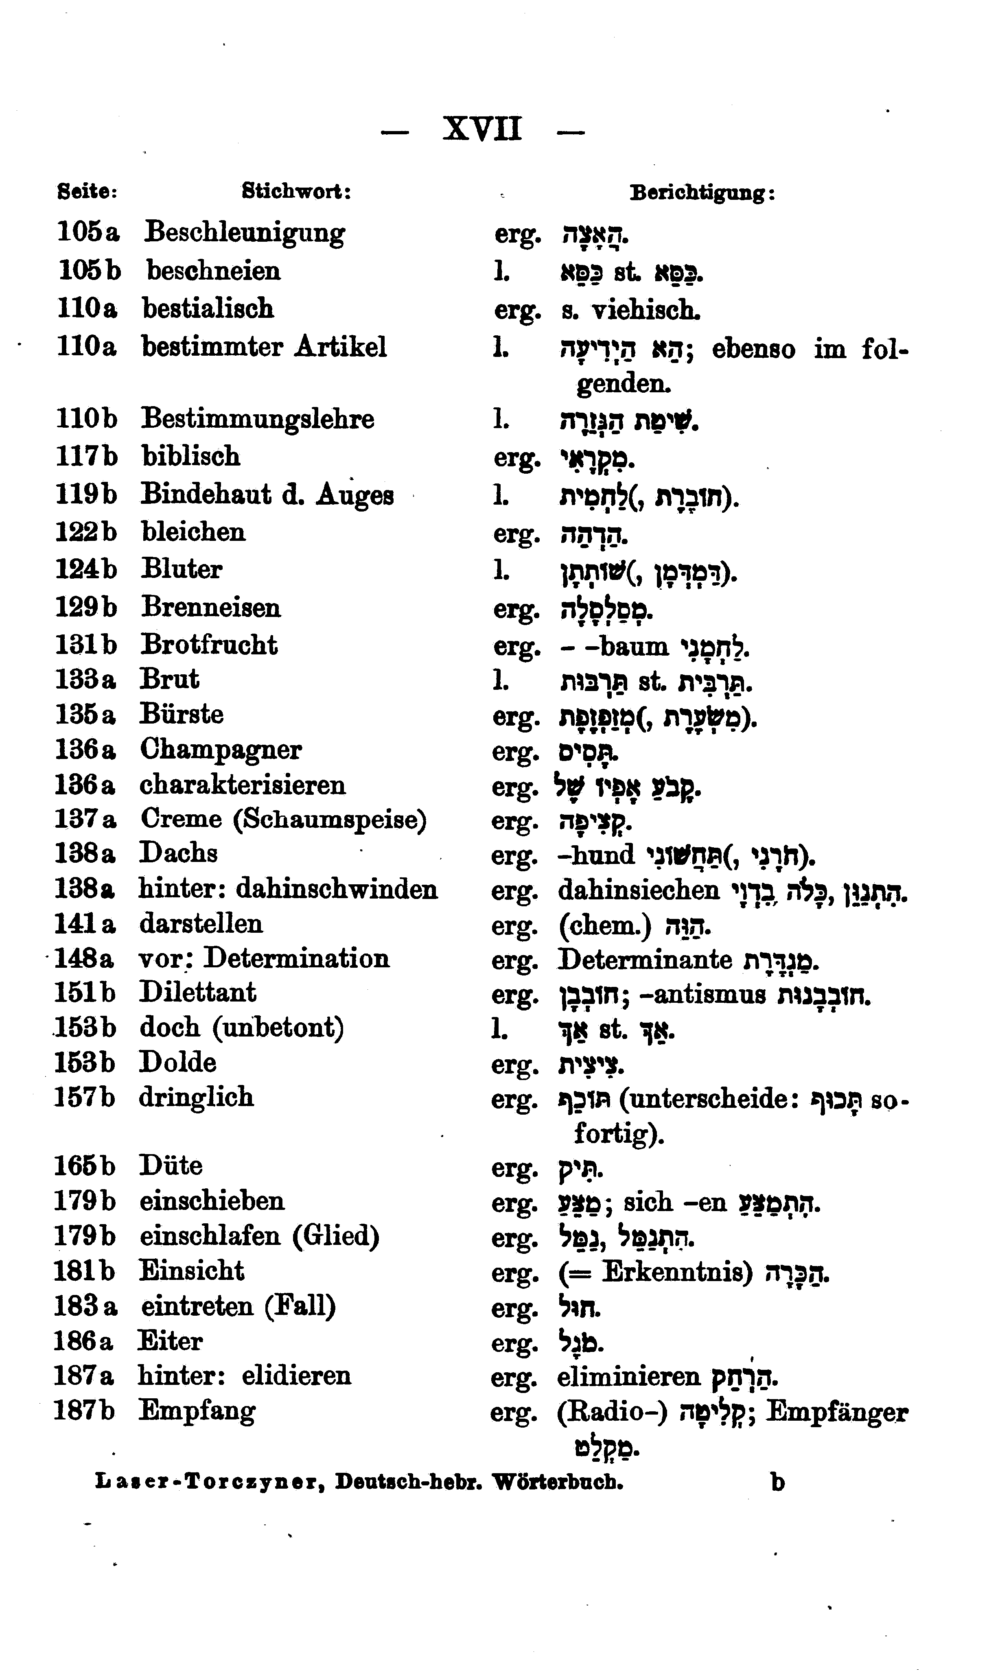 — XVII —
Seite: Stichwort: Berichtigung:
105a Beschleunigung erg. הֲאָצָה.
105b beschneien l. כַּסֵּא st. כַּסֵּא.
110a bestialisch erg. s. viehisch.
110a bestimmter Artikel l. הֵא הַיְדִיעָה; ebenso im fol-
genden.
110b Bestimmungslehre l. שִׁיטַת הַגְּזֵרָה.
117b biblisch erg. מִקְרָאִי.
119b Bindehaut d. Auges l. לַחְמִית (, חוֹבֶרֶת).
122b bleichen erg. הַדְהֵה.
124b Bluter l. שׁוֹתְתָן (, דַּמְדְּמָן).
129b Brenneisen erg. מְסַלְסְלָה.
131b Brotfrucht erg. - -baum לַחְמָנִי.
133a Brut l. תַּרְבּוּת st. תַּרְבִּית.
135a Bürste erg. מְזַפְזֶפֶת (, מִשְׂעֶרֶת).
136a Champagner erg. תָּסִיס.
136a charakterisieren erg. קָבֹעַ אָפְיוֹ שֶׁל.
137a Creme (Schaumspeise) erg. קְצִיפָה.
138a Dachs erg. -hund תַּחֲשׁוֹנִי (, חֹרָנִי).
138a hinter: dahinschwinden erg. dahinsiechen הִתְנַוֵּן, כָּלֹה בִּדְוָי.
141a darstellen erg. (chem.) הַוֵּה.
148a vor: Determination erg. Determinante מַגְדֶּרֶת.
151b Dilettant erg. חוֹבְבָן; -antismus חוֹבְבָנוּת.
153b doch (unbetont) l. אַךְ st. אֲךְ.
153b Dolde erg. צִיצִית.
157b dringlich erg. תּוֹכֵף (unterscheide: תָּכוּף so-
fortig).
165b Düte erg. תִּיק.
179b einschieben erg. מַצֵּעַ; sich -en הִתְמַצֵּעַ.
179b einschlafen (Glied) erg. נַמֵּל, הִתְנַמֵּל.
181b Einsicht erg. (= Erkenntnis) הַכָּרָה.
183a eintreten (Fall) erg. חוּל.
186a Eiter erg. מֹגֶל.
187a hinter: elidieren erg. eliminieren הַרְחֵק.
187b Empfang erg. (Radio-) קְלִיטָה; Empfänger
מַקְלֵט.
Laser-Torczyner, Deutsch-hebr. Wörterbuch. b